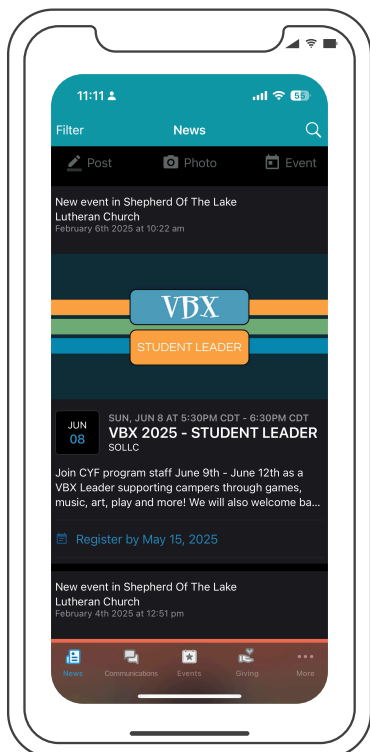 11:11
55
Filter
News
Post
Photo
Event
New event in Shepherd Of The Lake
Lutheran Church
February 6th 2025 at 10:22 am
VBX
STUDENT LEADER
JUN
08
SUN, JUN 8 AT 5:30PM CDT - 6:30PM CDT
VBX 2025 - STUDENT LEADER
SOLLC
Join CYF program staff June 9th - June 12th as a
VBX Leader supporting campers through games,
music, art, play and more! We will also welcome ba...
Register by May 15, 2025
New event in Shepherd Of The Lake
Lutheran Church
February 4th 2025 at 12:51 pm
News
Communications
Events
Giving
More